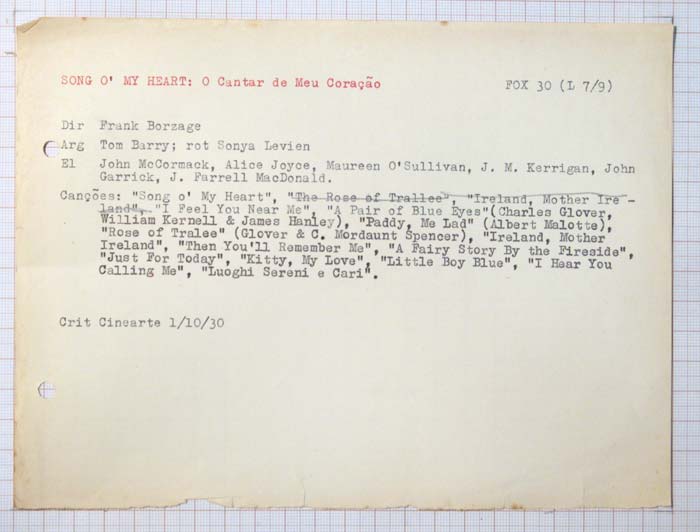 SONG O' MY HEART: O Cantar de Meu Coração FOX 30 (L 7/9)
Dir Frank Borzage
Arg Tom Barry; rot Sonya Levien
El John McCormack, Alice Joyce, Maureen O'Sullivan, J. M. Kerrigan, John
Garrick, J. Farrell MacDonald.
Canções: "Song o' My Heart", "The Rose of Trallee", "Ireland, Mother Ire -
land", "I Feel You Near Me", "A Pair of Blue Eyes"(Charles Glover,
William Kernell & James Hanley), "Paddy, Me Lad" (Albert Malotte),
"Rose of Tralee" (Glover & C. Mordaunt Spencer), "Ireland, Mother
Ireland", "Then You'll Remember Me", "A Fairy Story By the Fireside",
"Just For Today", "Kitty, My Love", "Little Boy Blue", "I Hear You
Calling Me", "Luoghi Sereni e Cari".
Crit Cinearte 1/10/30